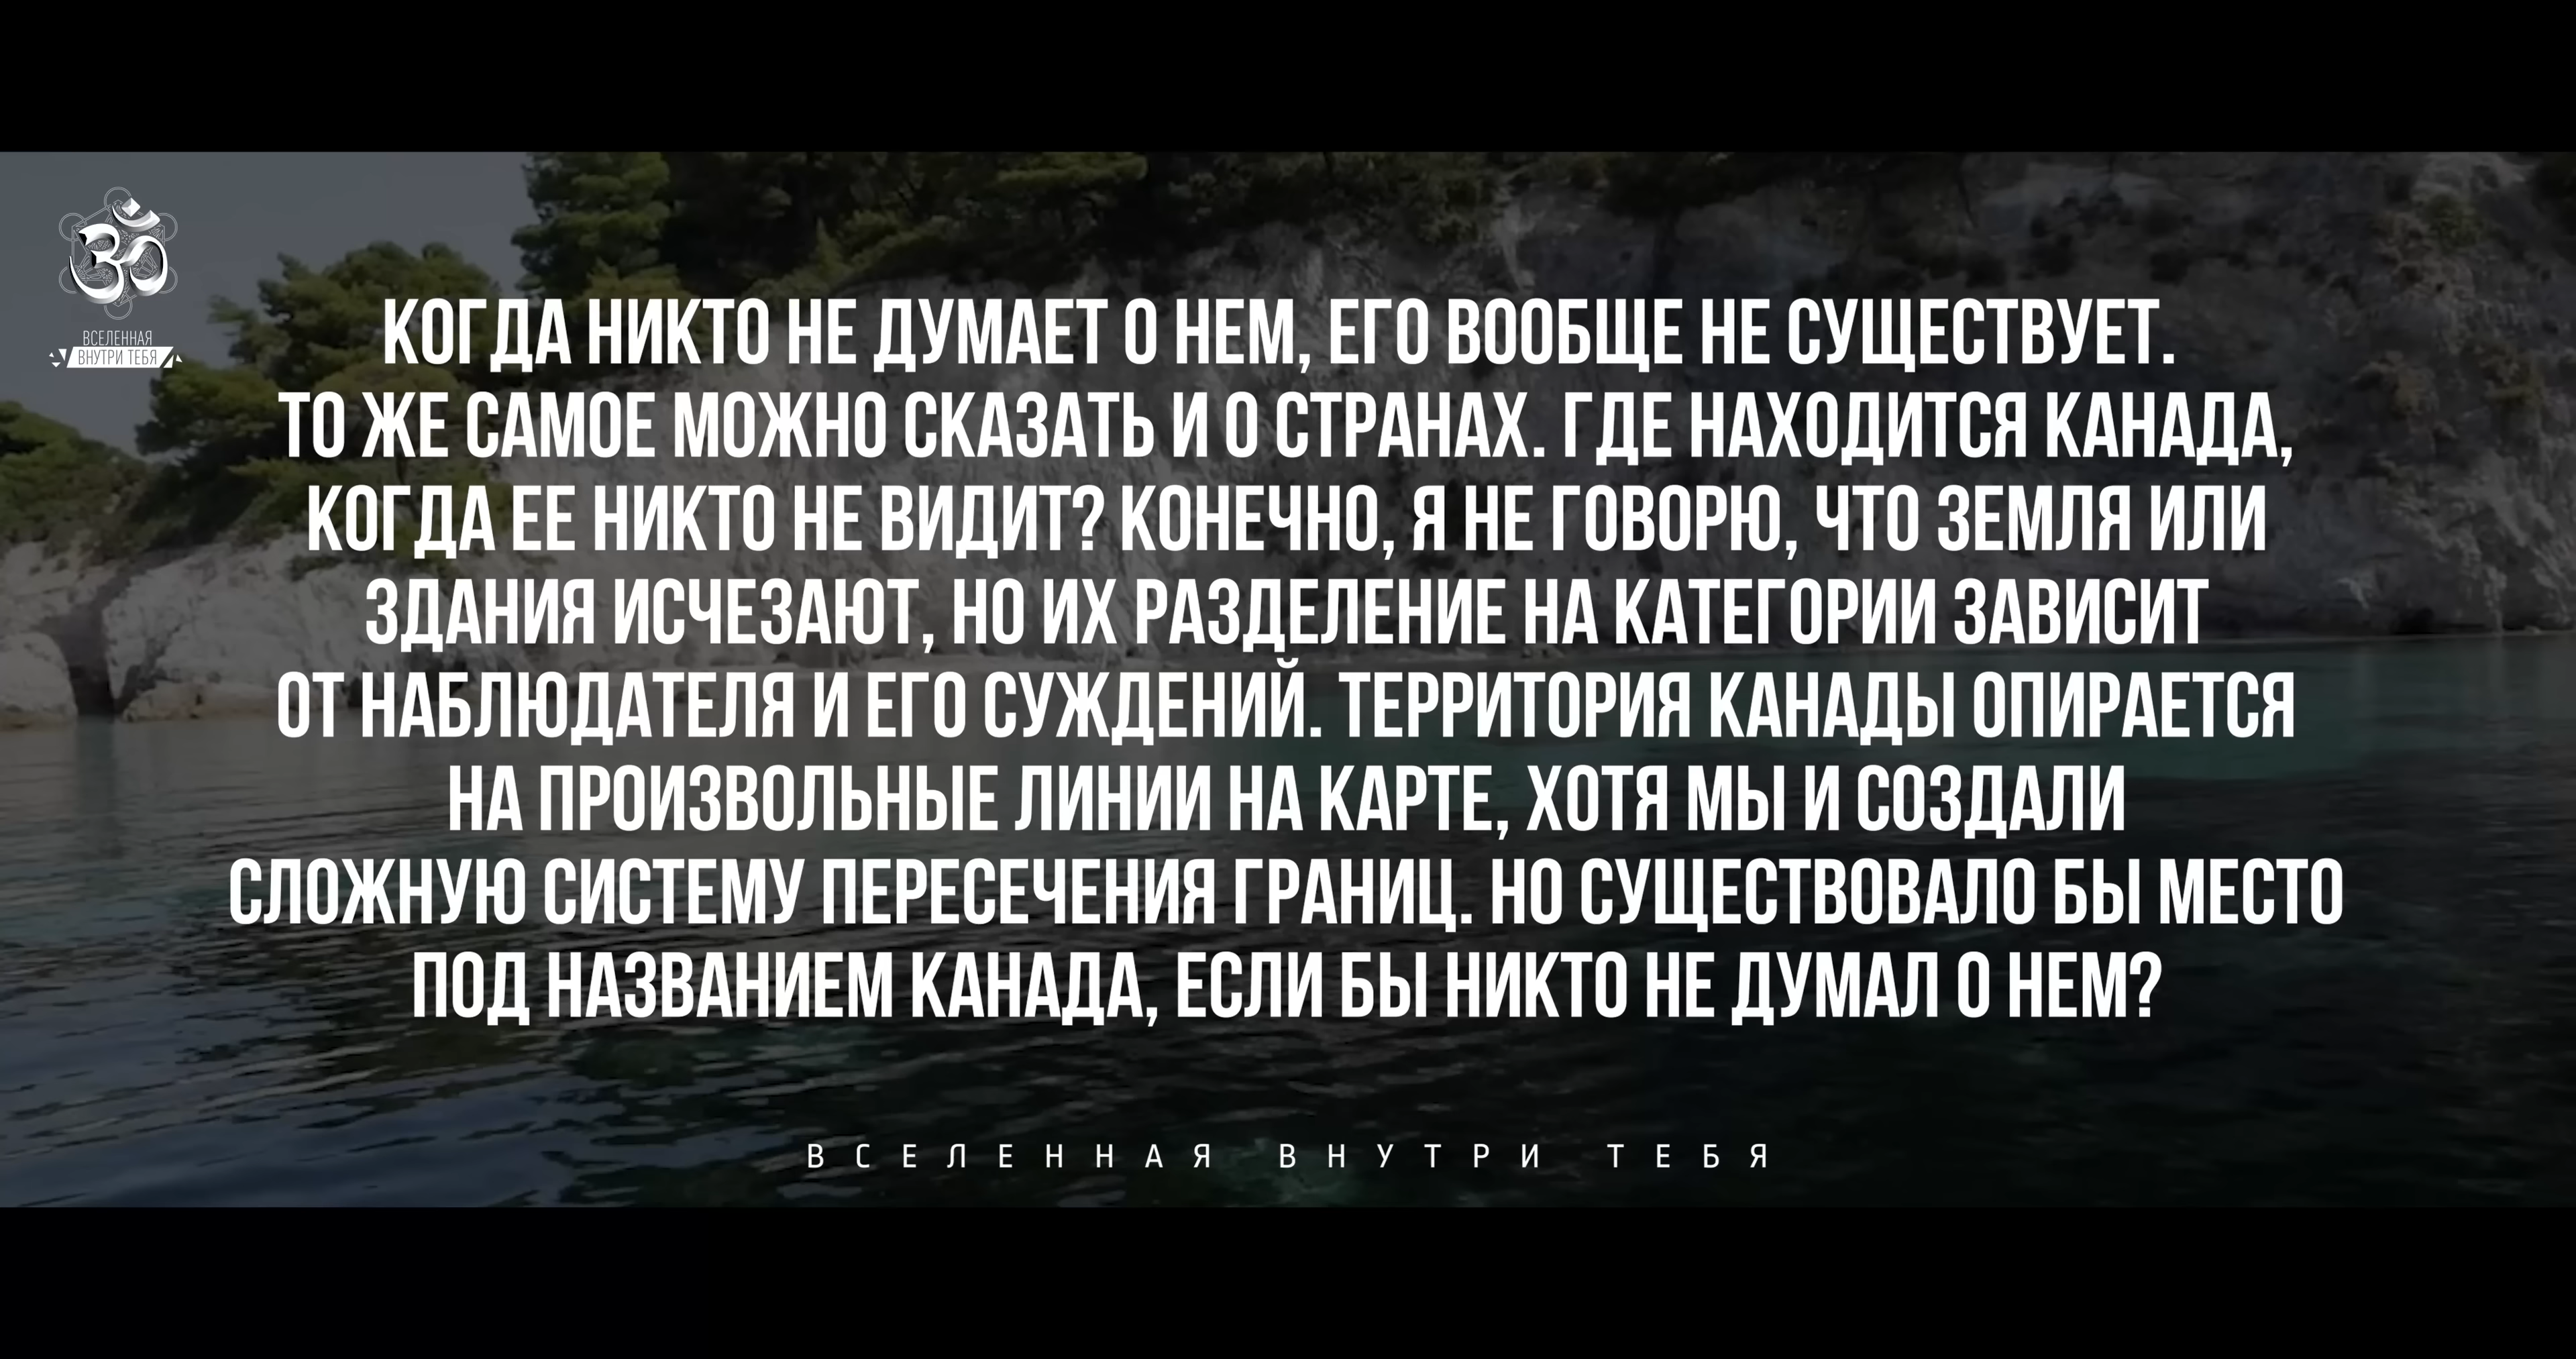 ВСЕЛЕННАЯ
ВНУТРИ ТЕБЯ
КОГДА НИКТО НЕ ДУМАЕТ О НЕМ, ЕГО ВООБЩЕ НЕ СУЩЕСТВУЕТ.
ТО ЖЕ САМОЕ МОЖНО СКАЗАТЬ И О СТРАНАХ. ГДЕ НАХОДИТСЯ КАНАДА,
КОГДА ЕЕ НИКТО НЕ ВИДИТ? КОНЕЧНО, Я НЕ ГОВОРЮ, ЧТО ЗЕМЛЯ ИЛИ
ЗДАНИЯ ИСЧЕЗАЮТ, НО ИХ РАЗДЕЛЕНИЕ НА КАТЕГОРИИ ЗАВИСИТ
ОТ НАБЛЮДАТЕЛЯ И ЕГО СУЖДЕНИЙ. ТЕРРИТОРИЯ КАНАДЫ ОПИРАЕТСЯ
НА ПРОИЗВОЛЬНЫЕ ЛИНИИ НА КАРТЕ, ХОТЯ МЫ И СОЗДАЛИ
СЛОЖНУЮ СИСТЕМУ ПЕРЕСЕЧЕНИЯ ГРАНИЦ. НО СУЩЕСТВОВАЛО БЫ МЕСТО
ПОД НАЗВАНИЕМ КАНАДА, ЕСЛИ БЫ НИКТО НЕ ДУМАЛ О НЕМ?
ВСЕЛЕННАЯ ВНУТРИ ТЕБЯ